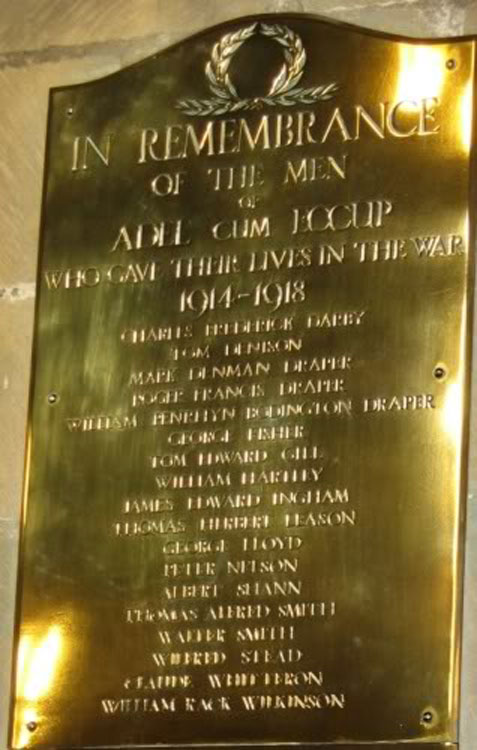 IN REMEMBRANCE
OF THE MEN
OF
ADEL CUM ECCUP
WHO GAVE THEIR LIVES IN THE WAR
1914-1918
CHARLES FREDERICK DARBY
TOM DENISON
MARK DENMAN DRAPER
ROGER FRANCIS DRAPER
WILLIAM PENRHYN BODINGTON DRAPER
GEORGE FISHER
TOM EDWARD GILL
WILLIAM HARTLEY
JAMES EDWARD INGHAM
THOMAS HERBERT LEASON
GEORGE LLOYD
PETER NELSON
ALBERT SHANN
THOMAS ALFRED SMITH
WALTER SMITH
WILFRED STEAD
CLAUDE
WILLIAM RACK WILKINSON